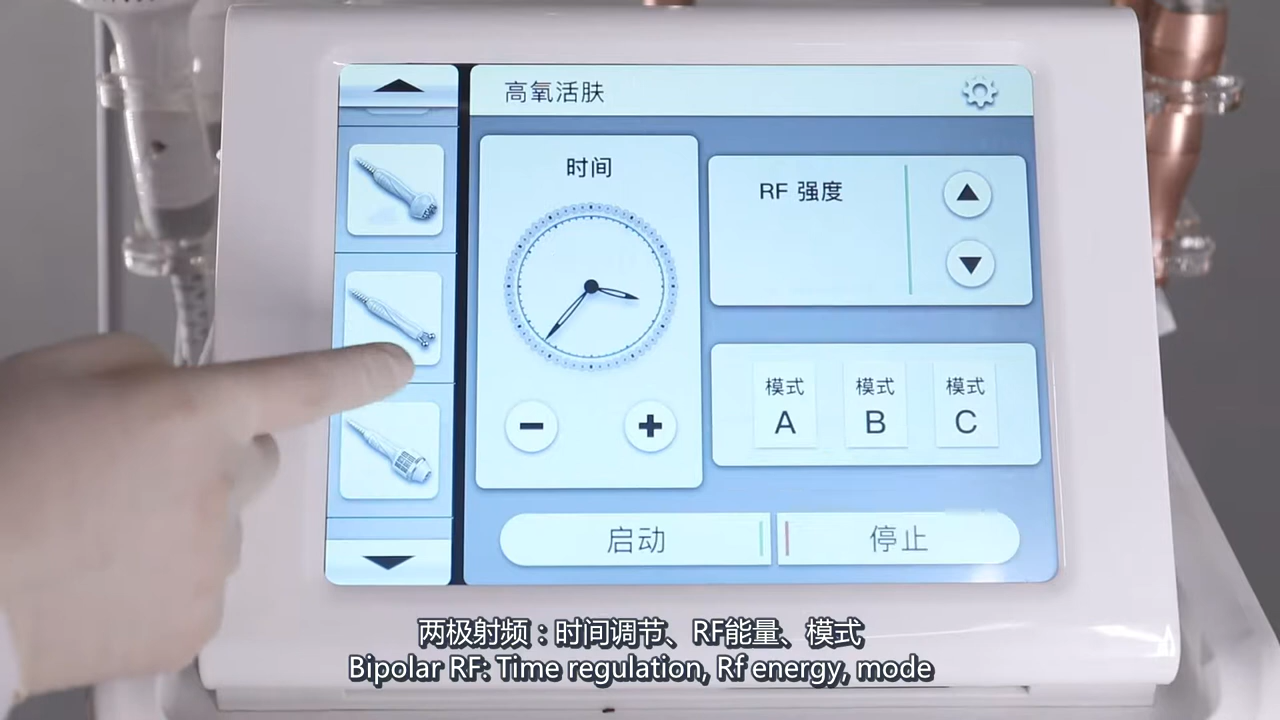 高氧活肤
时间
RF 强度
模式 模式 模式
A B C
启动 停止
两极射频：时间调节、RF能量、模式
Bipolar RF: Time regulation, Rf energy, mode